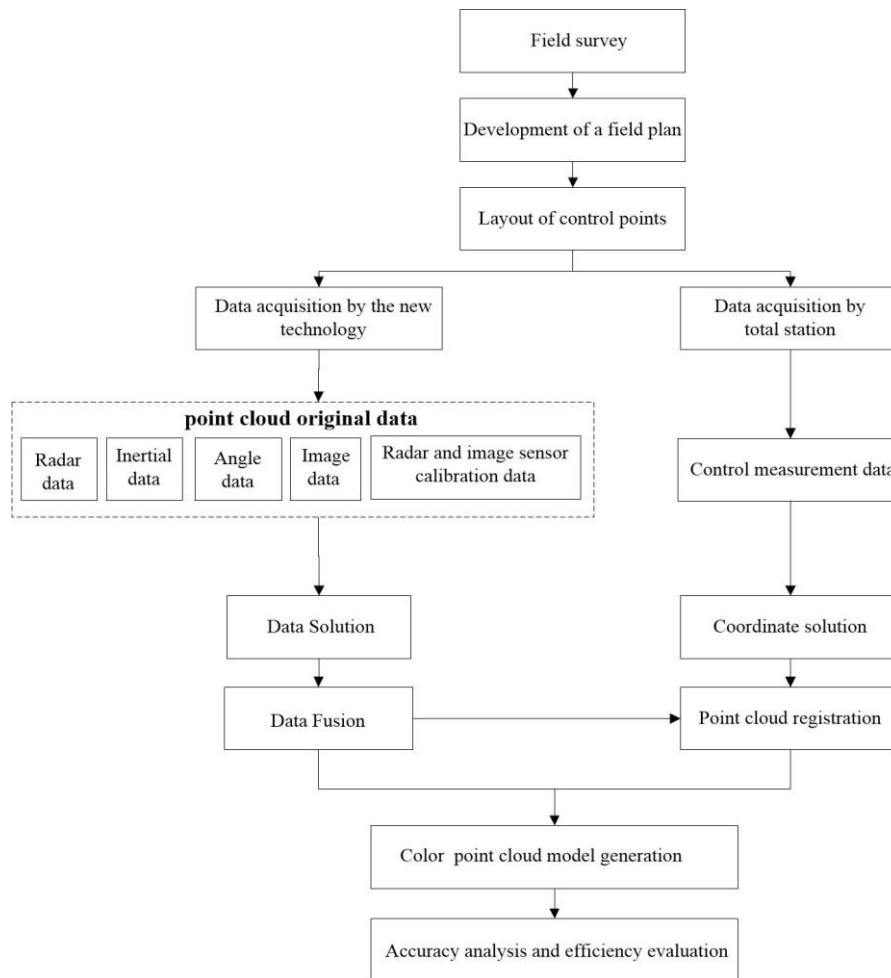 Field survey
Development of a field plan
Layout of control points
Data acquisition by the new
technology
Data acquisition by
total station
point cloud original data
Radar
data
Inertial
data
Angle
data
Image
data
Radar and image sensor
calibration data
Control measurement data
Data Solution
Coordinate solution
Data Fusion
Point cloud registration
Color point cloud model generation
Accuracy analysis and efficiency evaluation